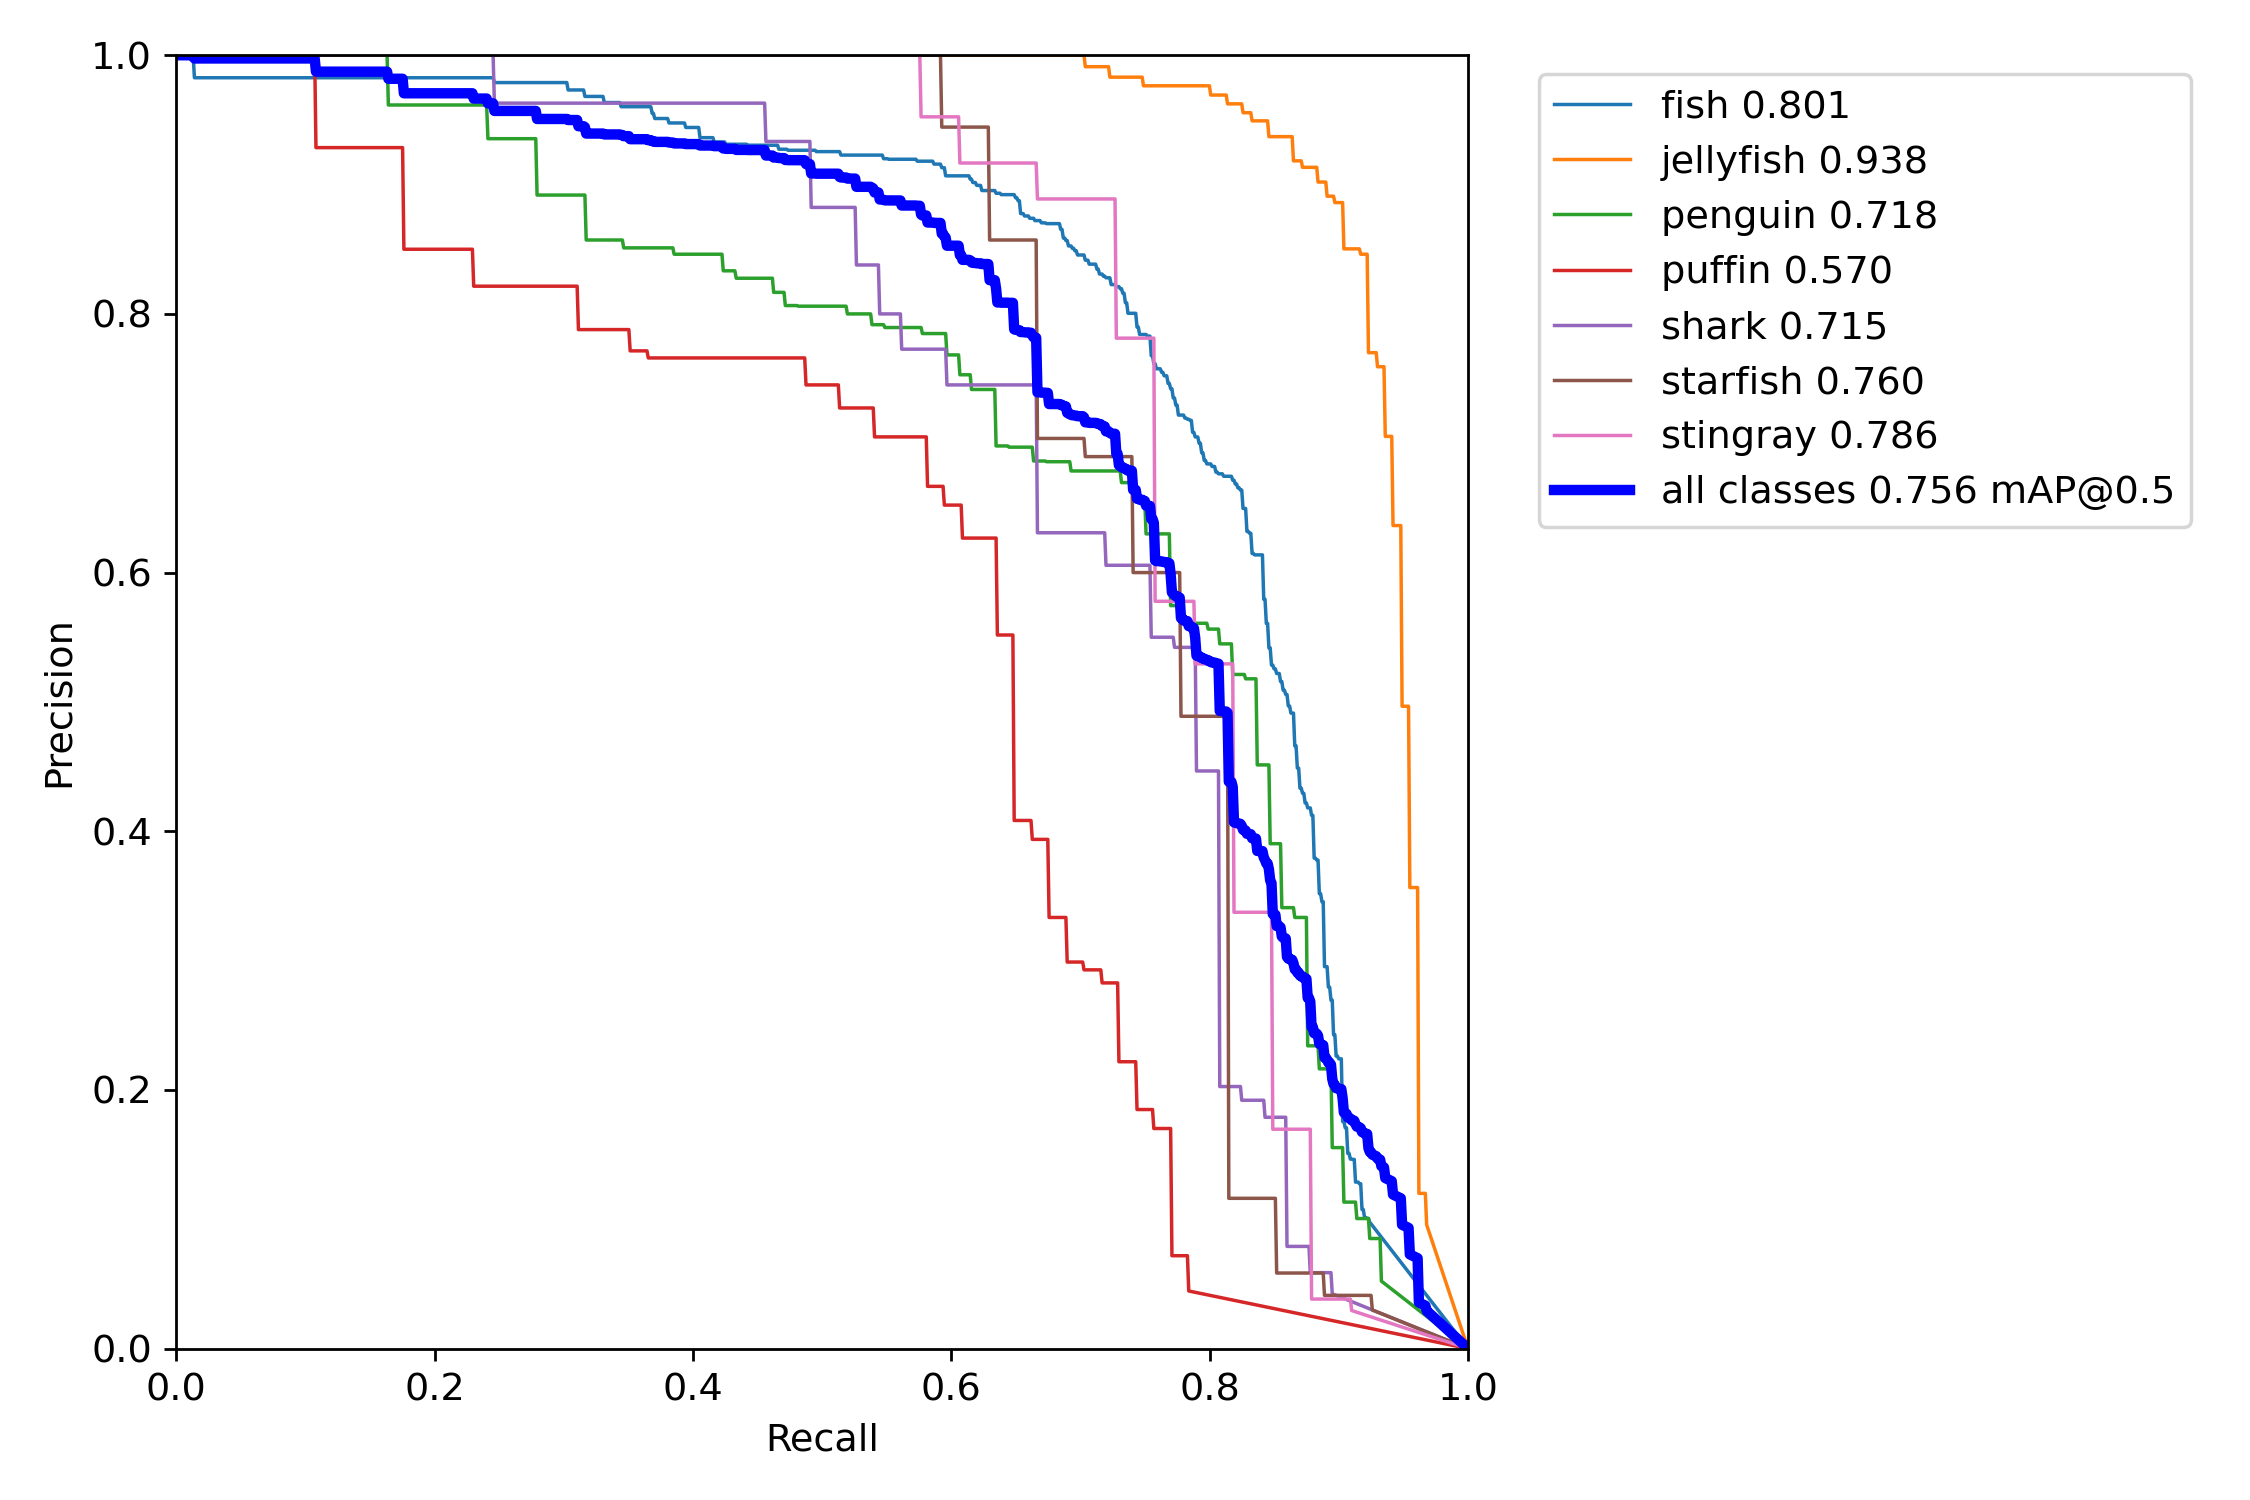 1.0
0.8
0.6
0.4
0.2
0.0
Precision
0.0 0.2 0.4 0.6 0.8 1.0
Recall
fish 0.801
jellyfish 0.938
penguin 0.718
puffin 0.570
shark 0.715
starfish 0.760
stingray 0.786
all classes 0.756 mAP@0.5